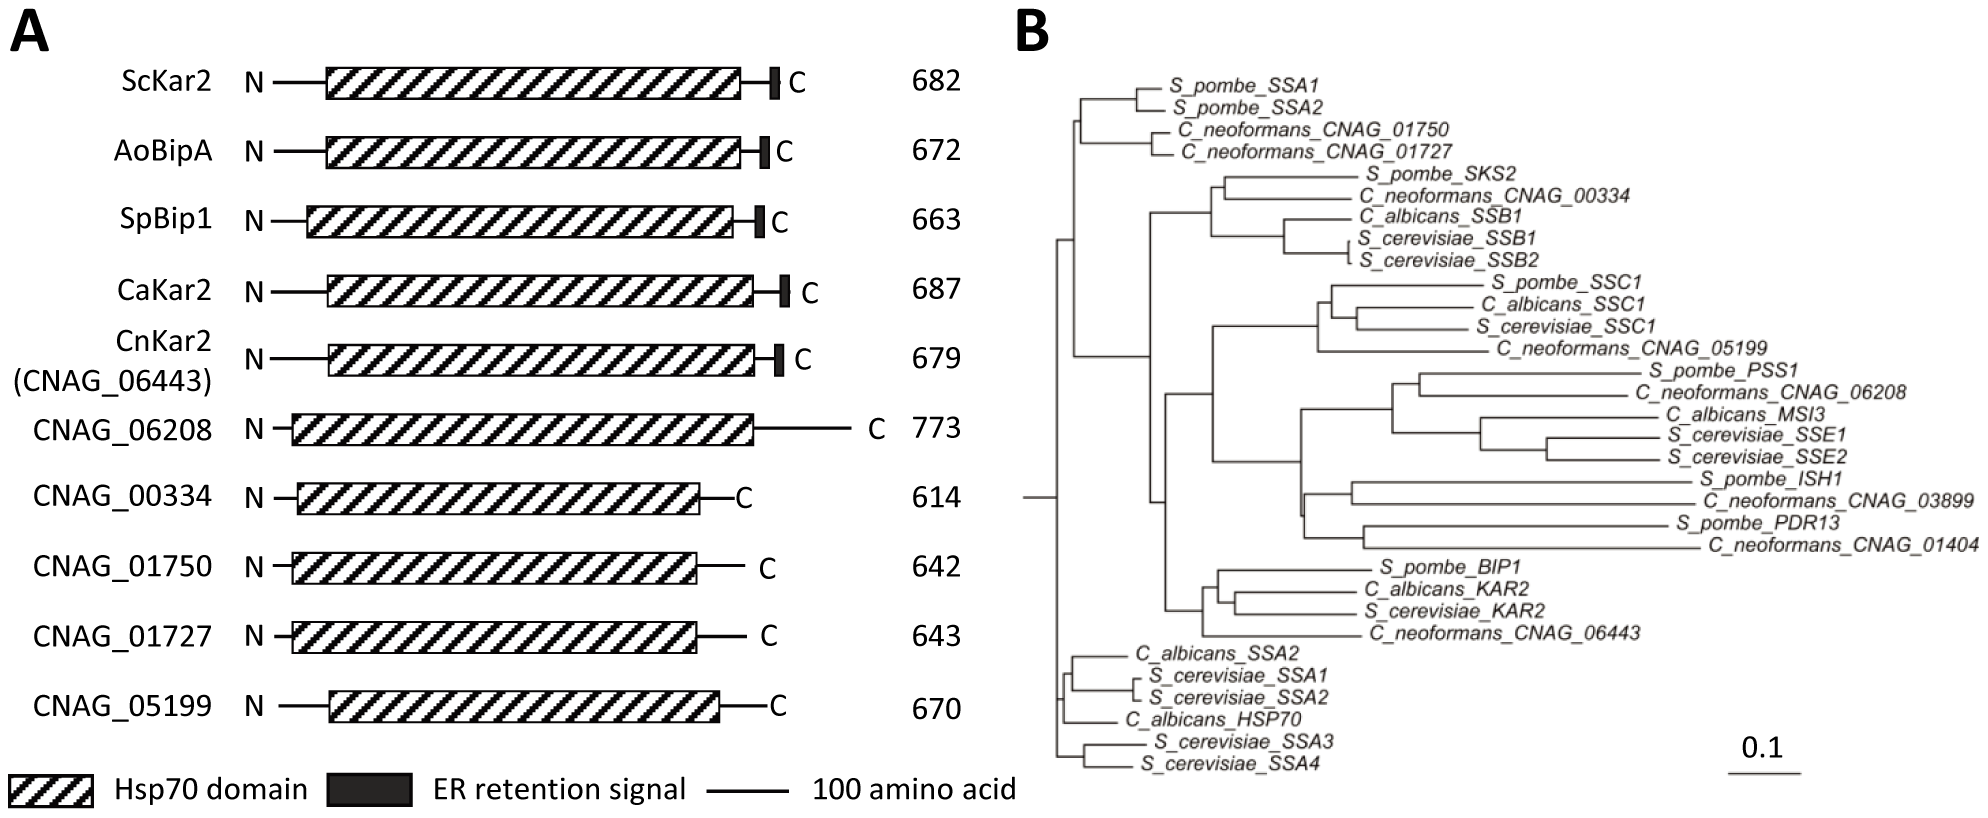 A
ScKar2 N C 682
AoBipA N C 672
SpBip1 N C 663
CaKar2 N C 687
CnKar2
(CNAG_06443) N C 679
CNAG_06208 N C 773
CNAG_00334 N C 614
CNAG_01750 N C 642
CNAG_01727 N C 643
CNAG_05199 N C 670
Hsp70 domain ER retention signal 100 amino acid
B
S_pombe_SSA1
S_pombe_SSA2
C_neoformans_CNAG_01750
C_neoformans_CNAG_01727
S_pombe_SKS2
C_neoformans_CNAG_00334
C_albicans_SSB1
S_cerevisiae_SSB1
S_cerevisiae_SSB2
S_pombe_SSC1
C_albicans_SSC1
S_cerevisiae_SSC1
C_neoformans_CNAG_05199
S_pombe_PSS1
C_neoformans_CNAG_06208
C_albicans_MSI3
S_cerevisiae_SSE1
S_cerevisiae_SSE2
S_pombe_ISH1
C_neoformans_CNAG_03899
S_pombe_PDR13
C_neoformans_CNAG_01404
S_pombe_BIP1
C_albicans_KAR2
S_cerevisiae_KAR2
C_neoformans_CNAG_06443
C_albicans_SSA2
S_cerevisiae_SSA1
S_cerevisiae_SSA2
C_albicans_HSP70
S_cerevisiae_SSA3
S_cerevisiae_SSA4
0.1